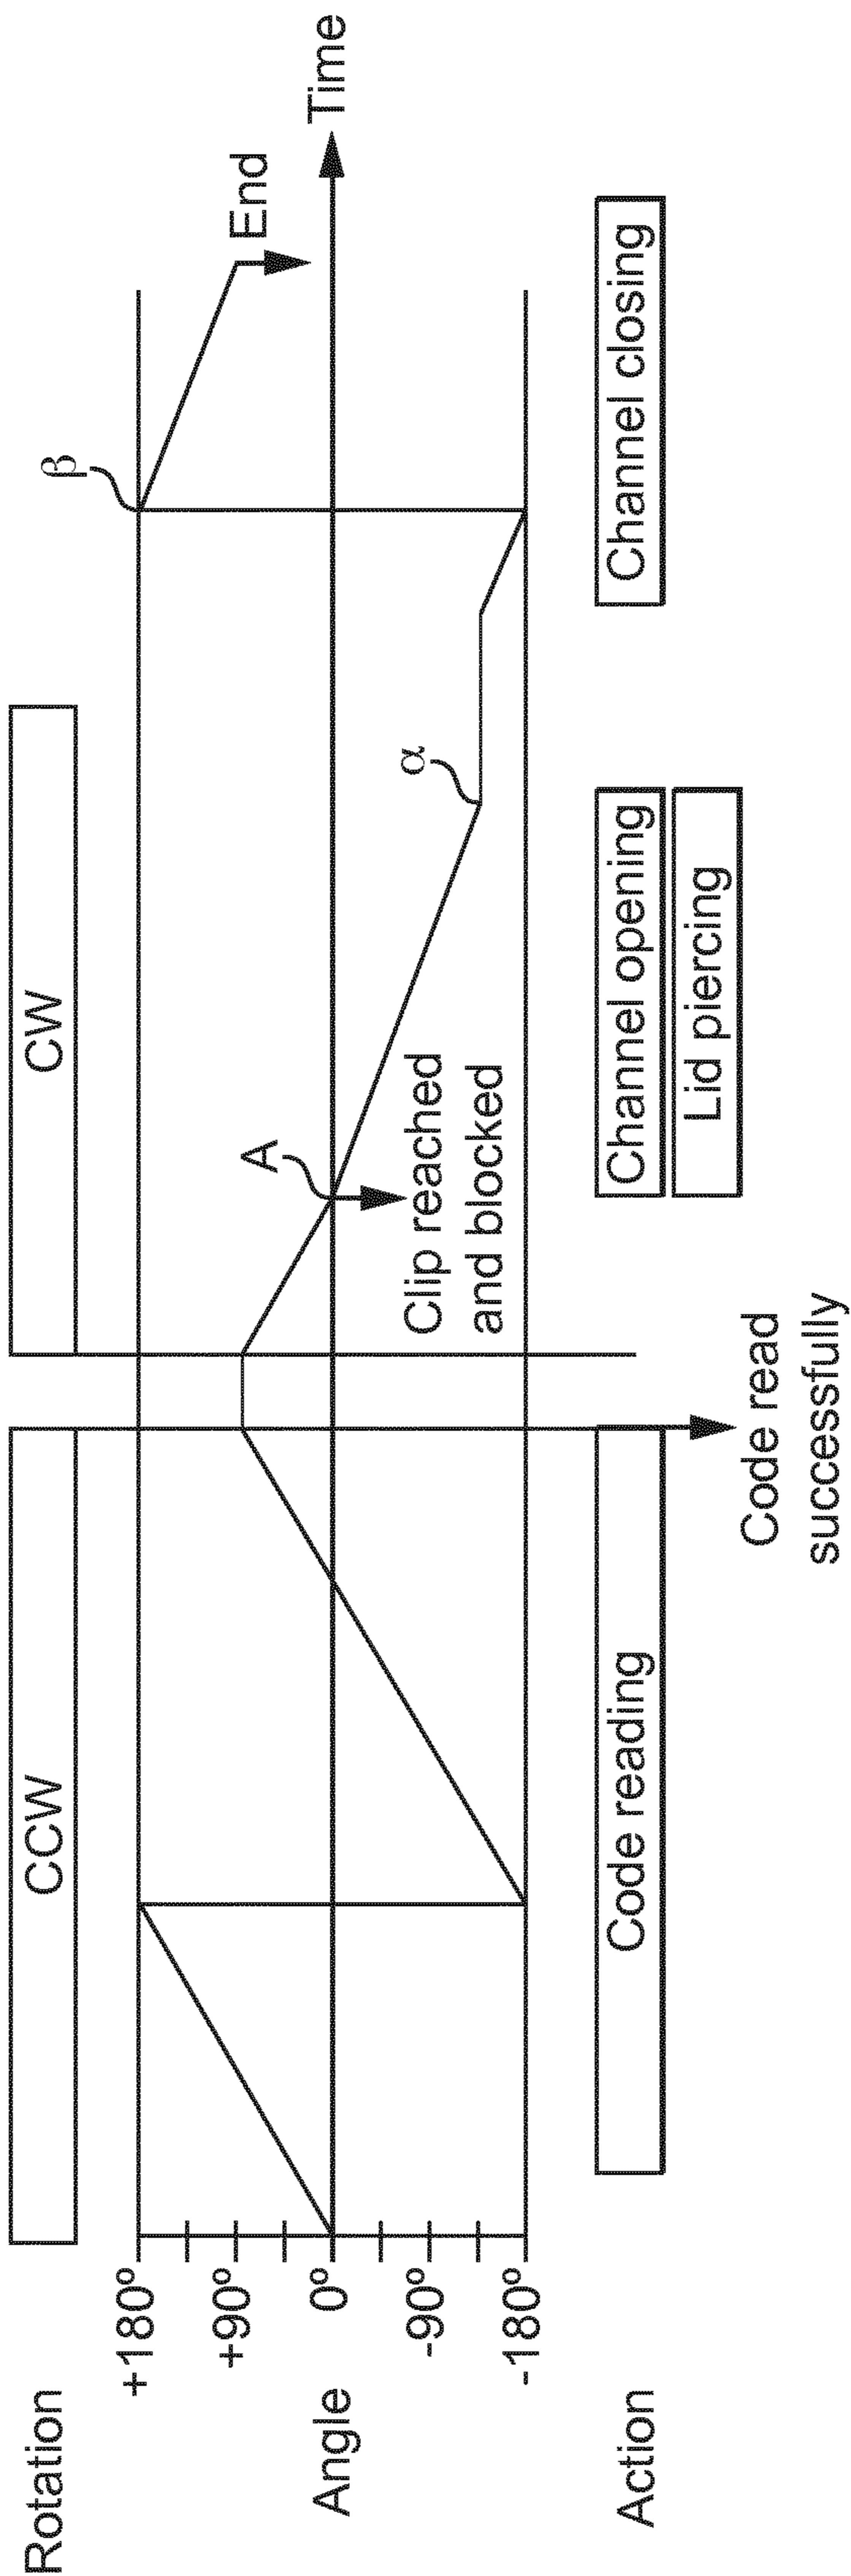 Rotation
CCW
CW
β
+180°
+90°
End
A
Angle
0°
Time
α
-90°
Clip reached
and blocked
-180°
Action
Code reading
Channel opening
Channel closing
Lid piercing
Code read
successfully